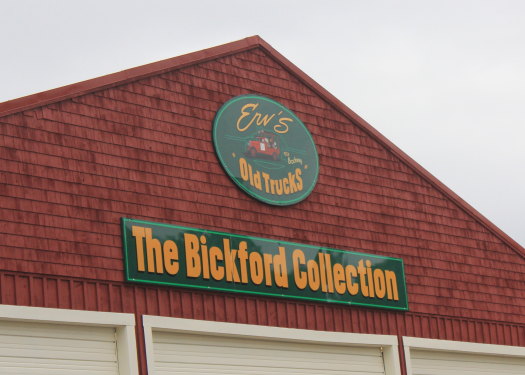 Erv's
Old Trucks
The Bickford Collection